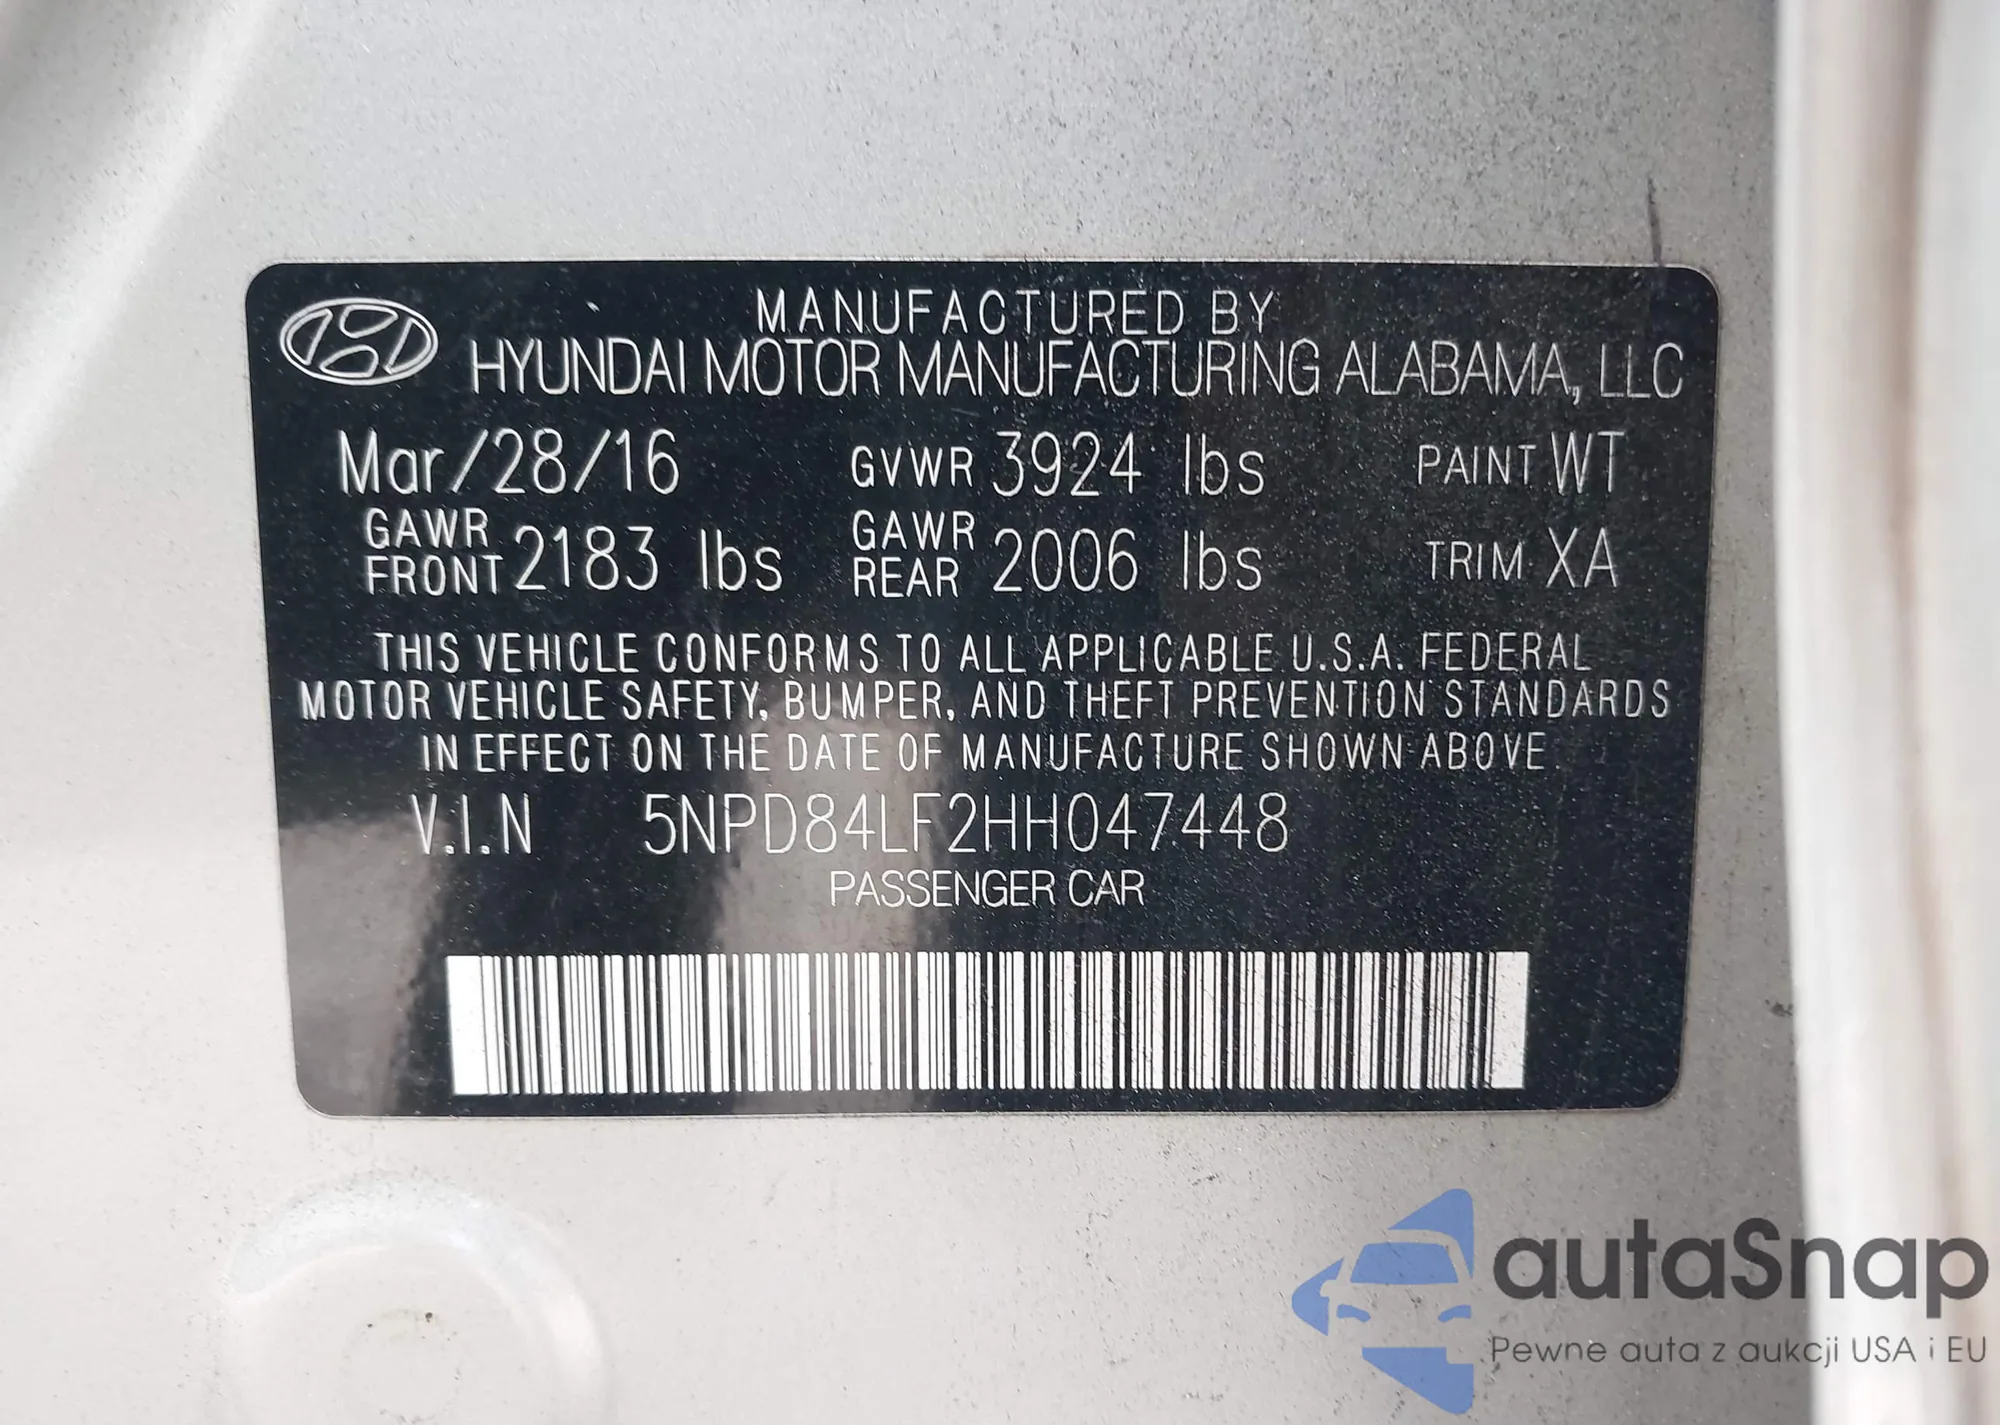 MANUFACTURED BY
HYUNDAI MOTOR MANUFACTURING ALABAMA, LLC
Mar/28/16 GVWR 3924 lbs PAINT WT
GAWR FRONT 2183 lbs GAWR REAR 2006 lbs TRIM XA
THIS VEHICLE CONFORMS TO ALL APPLICABLE U.S.A. FEDERAL
MOTOR VEHICLE SAFETY, BUMPER, AND THEFT PREVENTION STANDARDS
IN EFFECT ON THE DATE OF MANUFACTURE SHOWN ABOVE.
V.I.N 5NPD84LF2HH047448
PASSENGER CAR
autaSnap
Pewne auta z aukcji USA i EU